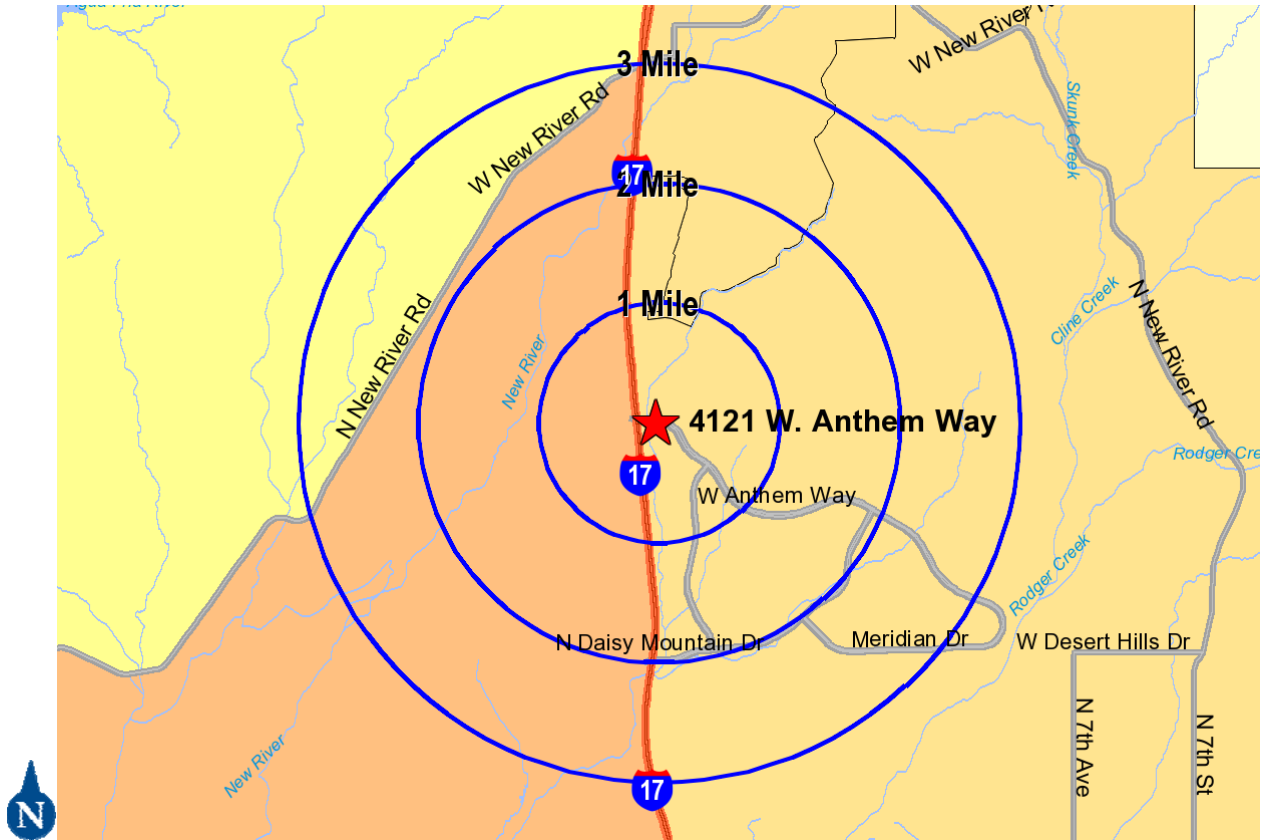 W New River
3 Mile
W New River Rd
Skunk Creek
17
2 Mile
1 Mile
N New River Rd
New River
Cline Creek
N New River Rd
4121 W. Anthem Way
Rodger
17
W Anthem Way
Rodger Creek
N Daisy Mountain Dr
Meridian Dr
W Desert Hills Dr
N 7th Ave
N 7th St
New River
17
N